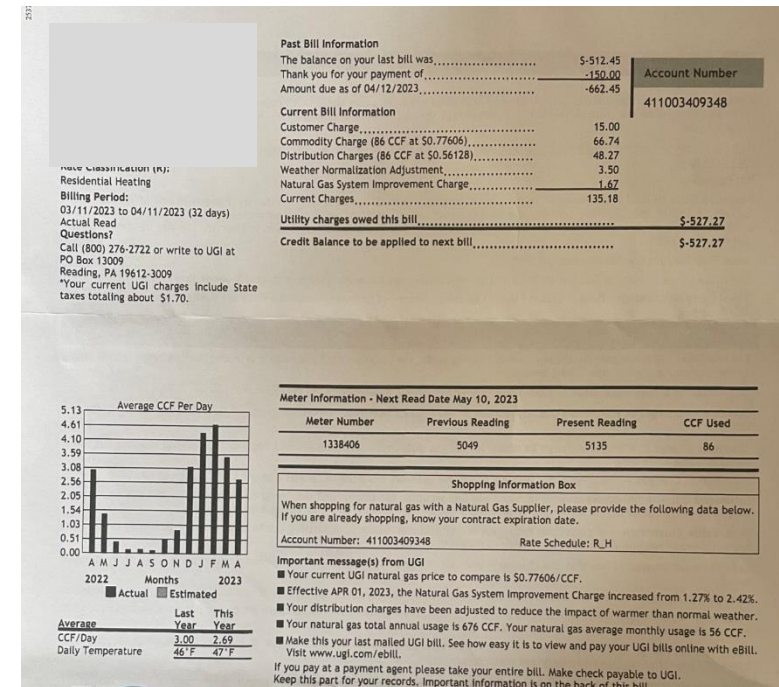 2537
Past Bill Information
The balance on your last bill was............ $-512.45
Thank you for your payment of............ -150.00
Amount due as of 04/12/2023............ -662.45
Account Number
411003409348
Current Bill Information
Customer Charge............ 15.00
Commodity Charge (86 CCF at $0.77606)............ 66.74
Distribution Charges (86 CCF at $0.56128)............ 48.27
Weather Normalization Adjustment............ 3.50
Natural Gas System Improvement Charge............ 1.67
Current Charges............ 135.18
Utility charges owed this bill............ $-527.27
Credit Balance to be applied to next bill............ $-527.27
Rate Classification (R):
Residential Heating
Billing Period:
03/11/2023 to 04/11/2023 (32 days)
Actual Read
Questions?
Call (800) 276-2722 or write to UGI at
PO Box 13009
Reading, PA 19612-3009
*Your current UGI charges include State
taxes totaling about $1.70.
Average CCF Per Day
5.13
4.61
4.10
3.59
3.08
2.56
2.05
1.54
1.03
0.51
0.00
A M J J A S O N D J F M A
2022 Months 2023
Actual Estimated
Last This
Average Year Year
CCF/Day 3.00 2.69
Daily Temperature 46°F 47°F
Meter Information - Next Read Date May 10, 2023
Meter Number Previous Reading Present Reading CCF Used
1338406 5049 5135 86
Shopping Information Box
When shopping for natural gas with a Natural Gas Supplier, please provide the following data below.
If you are already shopping, know your contract expiration date.
Account Number: 411003409348 Rate Schedule: R_H
Important message(s) from UGI
■ Your current UGI natural gas price to compare is $0.77606/CCF.
■ Effective APR 01, 2023, the Natural Gas System Improvement Charge increased from 1.27% to 2.42%.
■ Your distribution charges have been adjusted to reduce the impact of warmer than normal weather.
■ Your natural gas total annual usage is 676 CCF. Your natural gas average monthly usage is 56 CCF.
■ Make this your last mailed UGI bill. See how easy it is to view and pay your UGI bills online with eBill.
Visit www.ugi.com/ebill.
If you pay at a payment agent please take your entire bill. Make check payable to UGI.
Keep this part for your records. Important information is on the back of this bill.